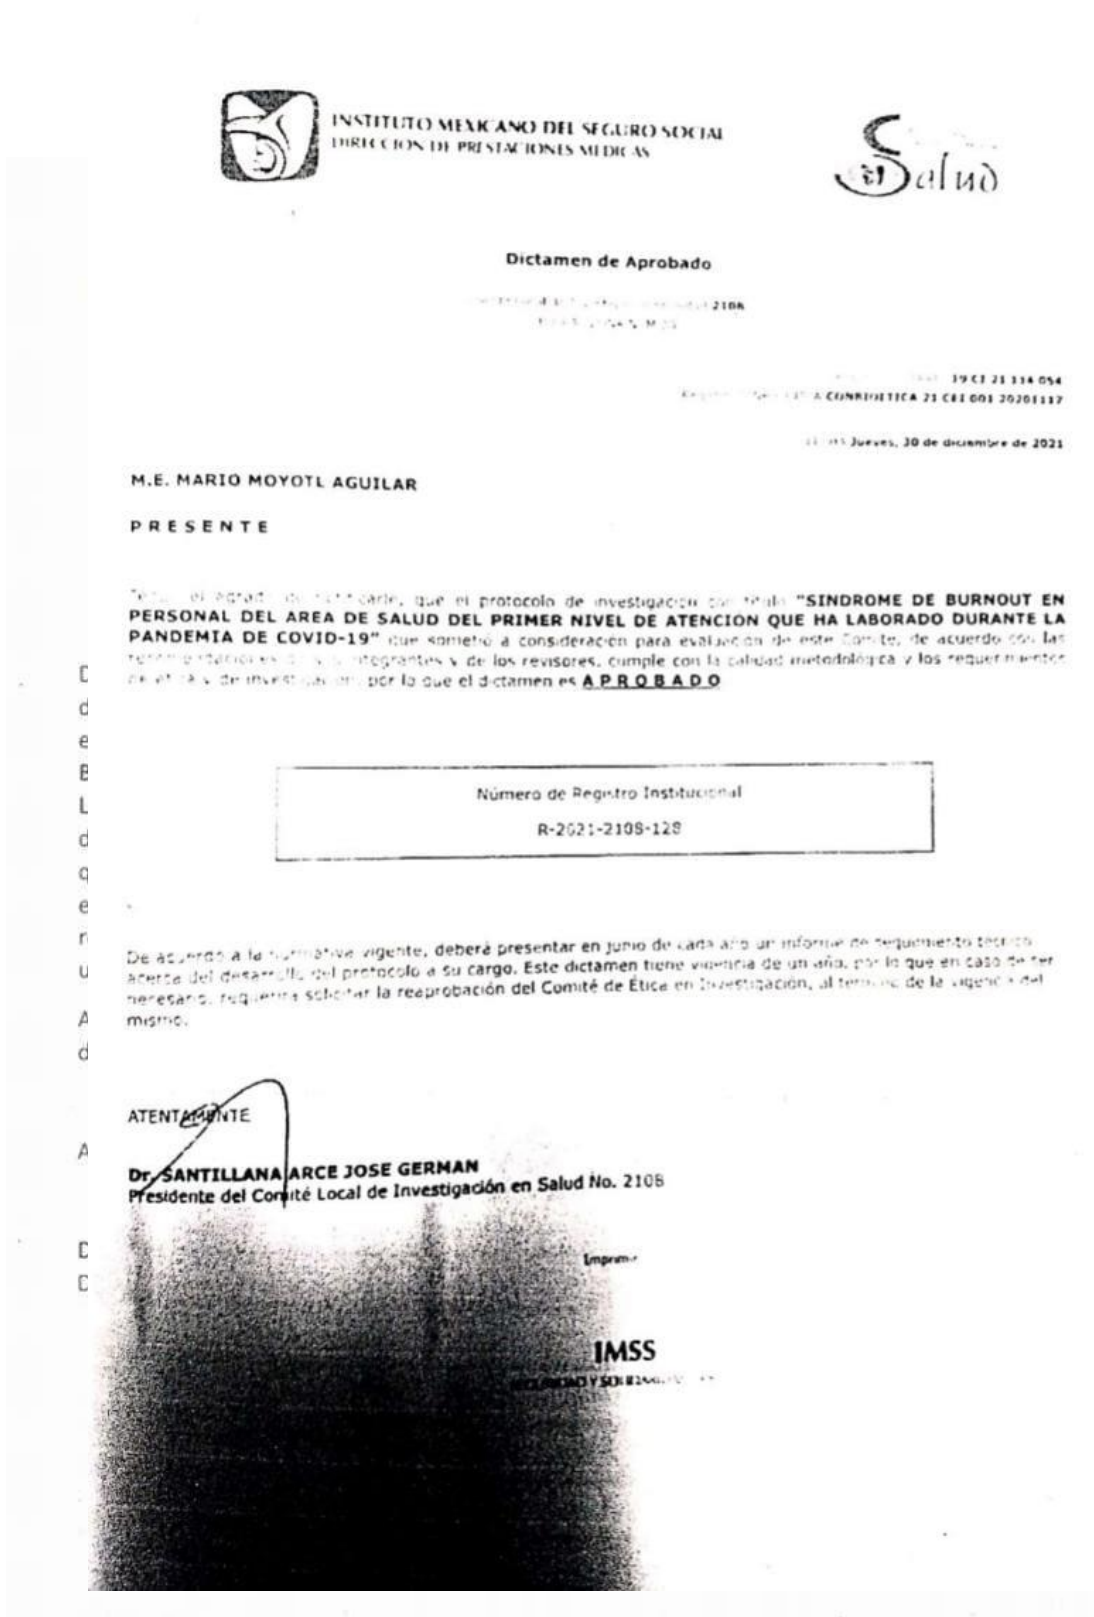 INSTITUTO MEXICANO DEL SEGURO SOCIAL
DIRECCION DE PRESTACIONES MEDICAS
Salud
Dictamen de Aprobado
2108
19 CI 21 114 054
CONBIOETICA 21 CEI 001 20201117
Jueves, 30 de diciembre de 2021
M.E. MARIO MOYOTL AGUILAR
P R E S E N T E
que el protocolo de investigación con título "SINDROME DE BURNOUT EN
PERSONAL DEL AREA DE SALUD DEL PRIMER NIVEL DE ATENCION QUE HA LABORADO DURANTE LA
PANDEMIA DE COVID-19" que sometió a consideración para evaluación de este Comité, de acuerdo con las
recomendaciones de sus integrantes y de los revisores, cumple con la calidad metodológica y los requerimientos
de ética y de investigación, por lo que el dictamen es A P R O B A D O
Número de Registro Institucional
R-2021-2108-128
De acuerdo a la normativa vigente, deberá presentar en junio de cada año un informe de seguimiento técnico
acerca del desarrollo del protocolo a su cargo. Este dictamen tiene vigencia de un año, por lo que en caso de ser
necesario, requerirá solicitar la reaprobación del Comité de Ética en Investigación, al término de la vigencia del
mismo.
ATENTAMENTE
Dr. SANTILLANA ARCE JOSE GERMAN
Presidente del Comité Local de Investigación en Salud No. 2108
IMSS
D
d
e
B
L
d
q
e
r
u
A
d
A
D
D